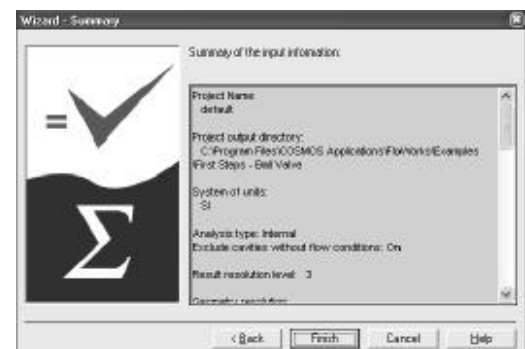 Wizard - Summary
Summary of the input information:
Project Name:
default
Project output directory:
C:\Program Files\COSMOS Applications\FloWorks\Examples
\First Steps - Ball Valve
System of units:
SI
Analysis type: Internal
Exclude cavities without flow conditions: On
Result resolution level: 3
Geometry resolution:
=
Σ
< Back
Finish
Cancel
Help